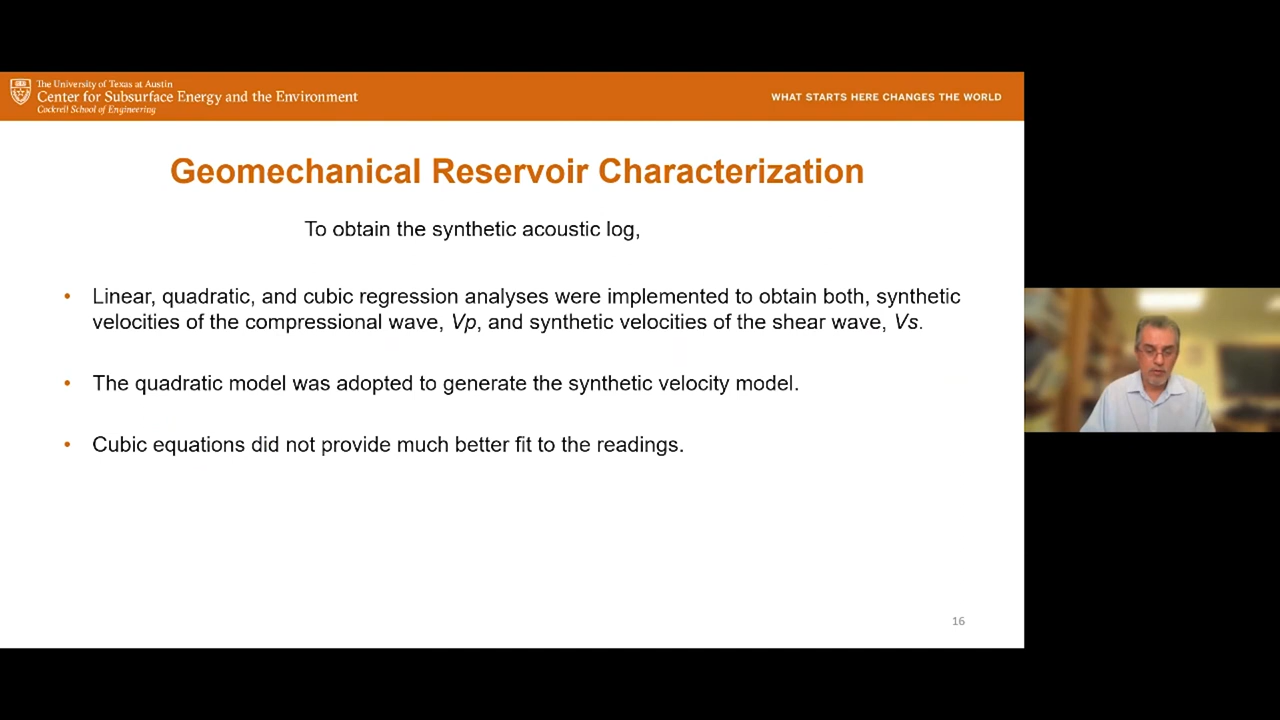 The University of Texas at Austin
Center for Subsurface Energy and the Environment
Cockrell School of Engineering
WHAT STARTS HERE CHANGES THE WORLD
Geomechanical Reservoir Characterization
To obtain the synthetic acoustic log,
• Linear, quadratic, and cubic regression analyses were implemented to obtain both, synthetic
velocities of the compressional wave, Vp, and synthetic velocities of the shear wave, Vs.
• The quadratic model was adopted to generate the synthetic velocity model.
• Cubic equations did not provide much better fit to the readings.
16